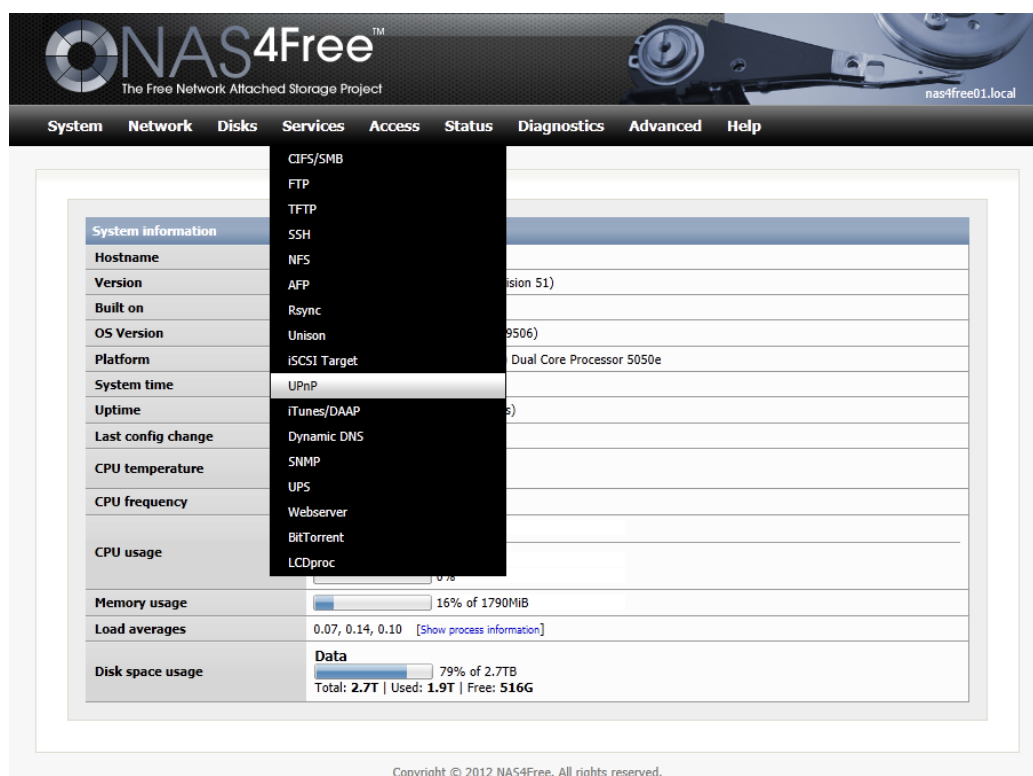 NAS4Free™
The Free Network Attached Storage Project
nas4free01.local
System Network Disks Services Access Status Diagnostics Advanced Help
CIFS/SMB
FTP
TFTP
System information SSH
Hostname NFS
Version AFP ision 51)
Built on Rsync
OS Version Unison 9506)
Platform iSCSI Target Dual Core Processor 5050e
System time UPnP
Uptime iTunes/DAAP s)
Last config change Dynamic DNS
CPU temperature SNMP
UPS
CPU frequency Webserver
BitTorrent
CPU usage LCDproc
0%
Memory usage 16% of 1790MiB
Load averages 0.07, 0.14, 0.10 [Show process information]
Data
Disk space usage 79% of 2.7TB
Total: 2.7T | Used: 1.9T | Free: 516G
Copyright © 2012 NAS4Free. All rights reserved.